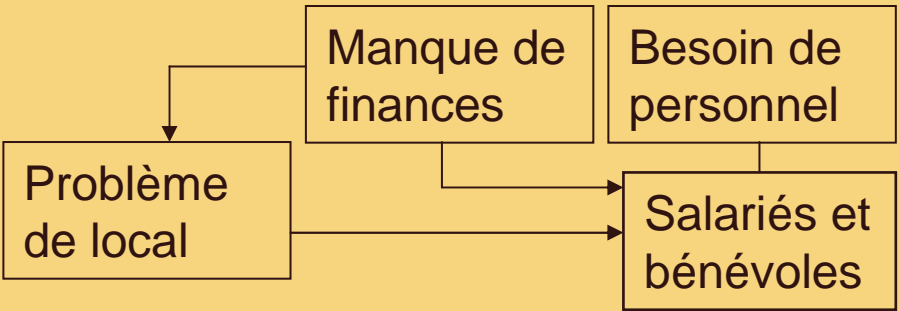 Manque de
finances
Besoin de
personnel
Problème
de local
Salariés et
bénévoles